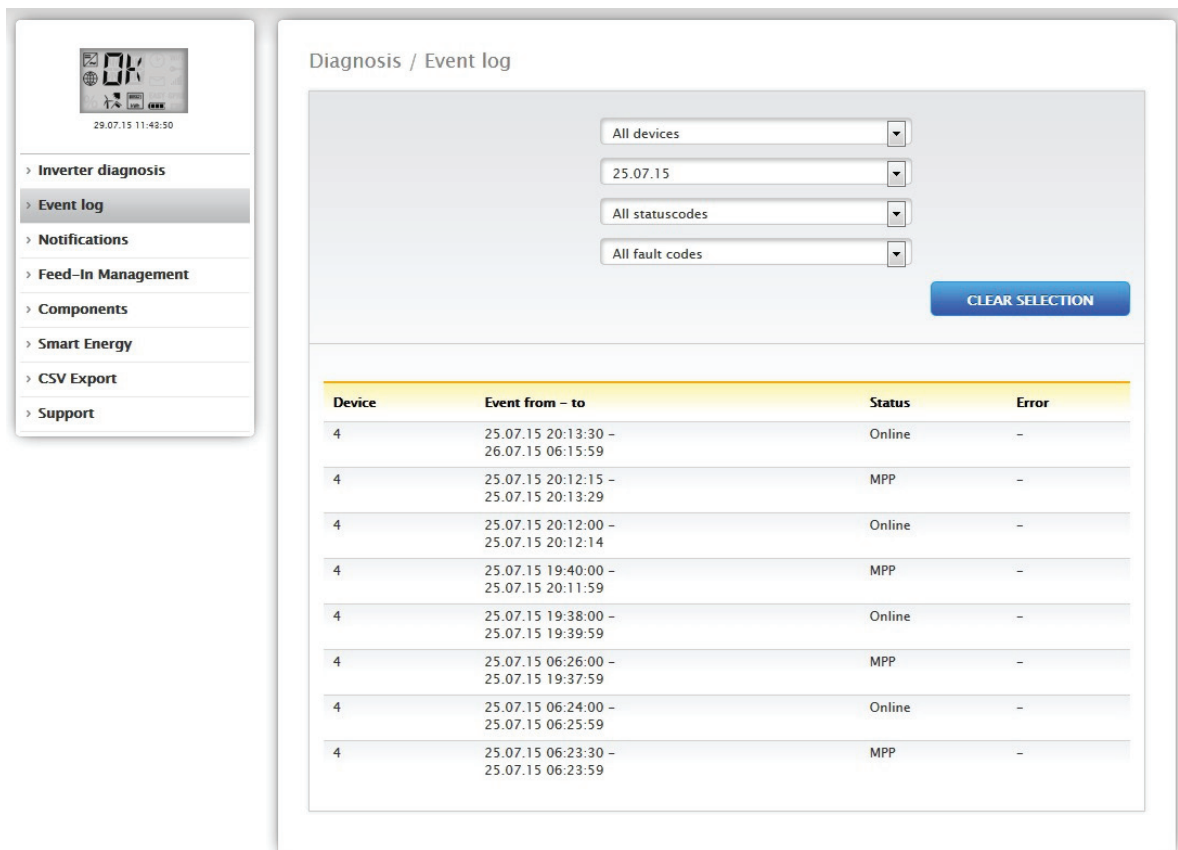 OK
29.07.15 11:43:50
› Inverter diagnosis
› Event log
› Notifications
› Feed-In Management
› Components
› Smart Energy
› CSV Export
› Support
Diagnosis / Event log
All devices
25.07.15
All statuscodes
All fault codes
CLEAR SELECTION
Device Event from – to Status Error
4 25.07.15 20:13:30 – Online –
26.07.15 06:15:59
4 25.07.15 20:12:15 – MPP –
25.07.15 20:13:29
4 25.07.15 20:12:00 – Online –
25.07.15 20:12:14
4 25.07.15 19:40:00 – MPP –
25.07.15 20:11:59
4 25.07.15 19:38:00 – Online –
25.07.15 19:39:59
4 25.07.15 06:26:00 – MPP –
25.07.15 19:37:59
4 25.07.15 06:24:00 – Online –
25.07.15 06:25:59
4 25.07.15 06:23:30 – MPP –
25.07.15 06:23:59